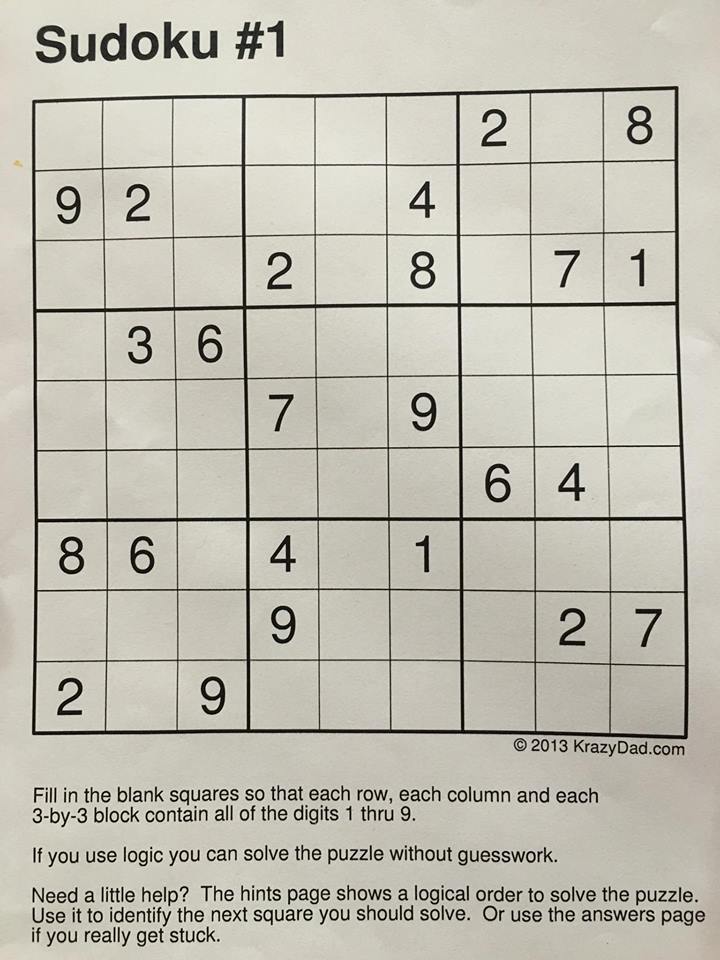 Sudoku #1
2 8
9 2 4
2 8 7 1
3 6
7 9
6 4
8 6 4 1
9 2 7
2 9
© 2013 KrazyDad.com
Fill in the blank squares so that each row, each column and each
3-by-3 block contain all of the digits 1 thru 9.
If you use logic you can solve the puzzle without guesswork.
Need a little help? The hints page shows a logical order to solve the puzzle.
Use it to identify the next square you should solve. Or use the answers page
if you really get stuck.